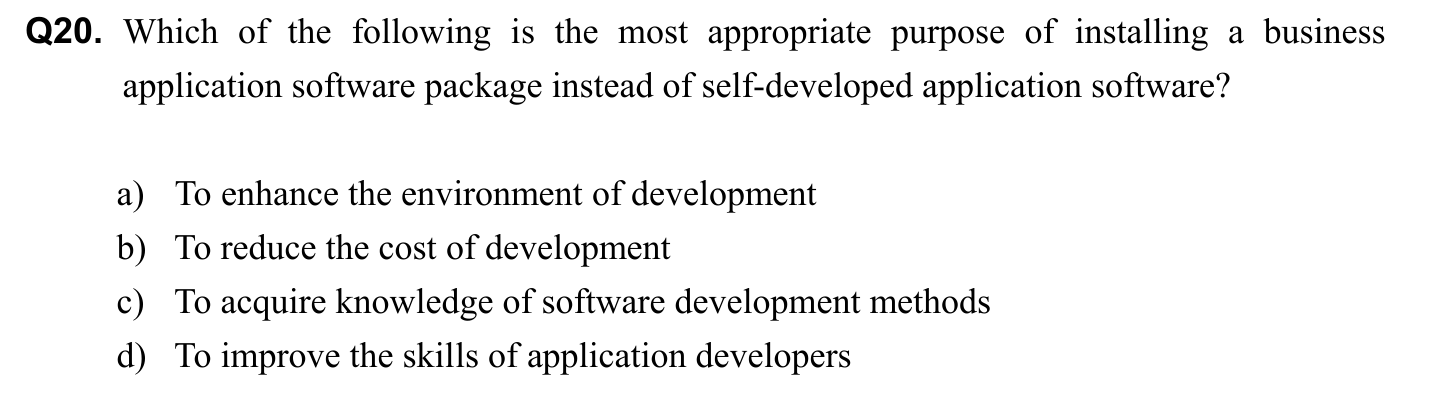 Q20. Which of the following is the most appropriate purpose of installing a business
application software package instead of self-developed application software?
a) To enhance the environment of development
b) To reduce the cost of development
c) To acquire knowledge of software development methods
d) To improve the skills of application developers